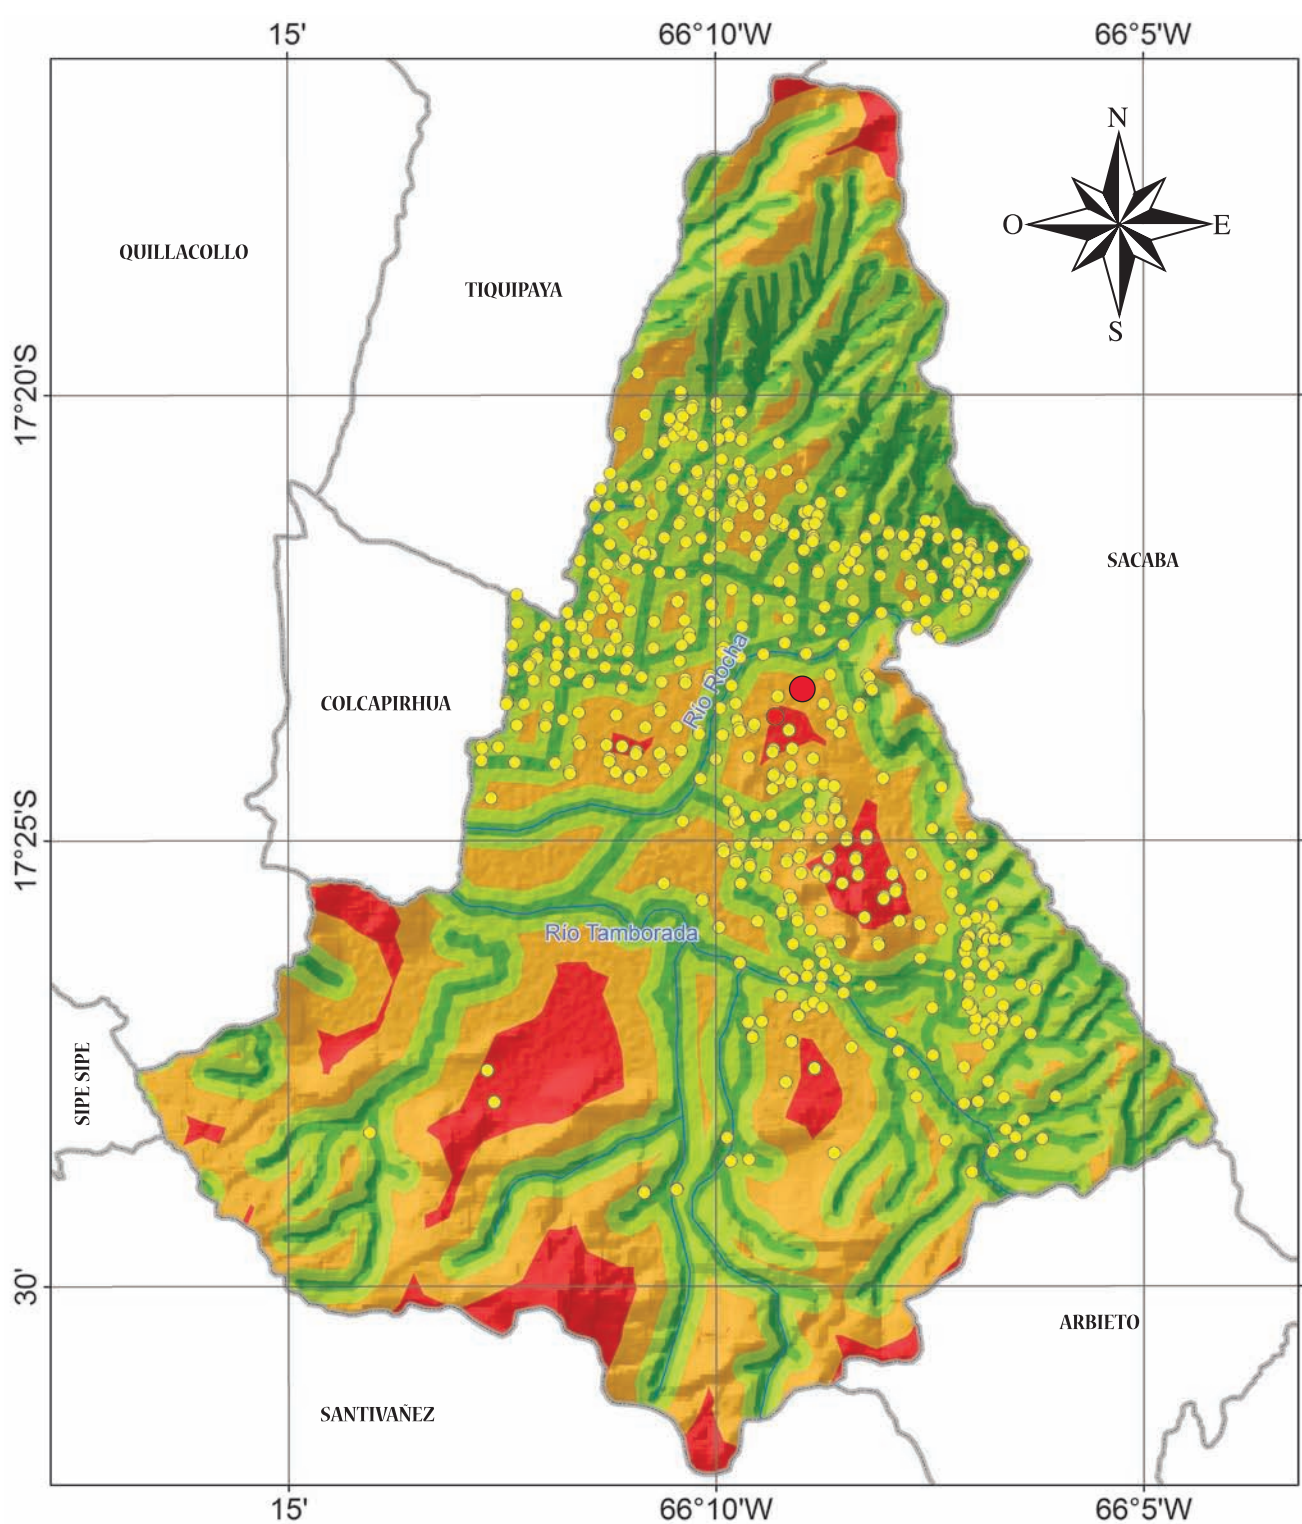 15'
66°10'W
66°5'W
N
O
E
S
QUILLACOLLO
TIQUIPAYA
17°20'S
SACABA
Río Rocha
COLCAPIRHUA
17°25'S
Río Tamborada
SIPE SIPE
30'
ARBIETO
SANTIVAÑEZ
15'
66°10'W
66°5'W